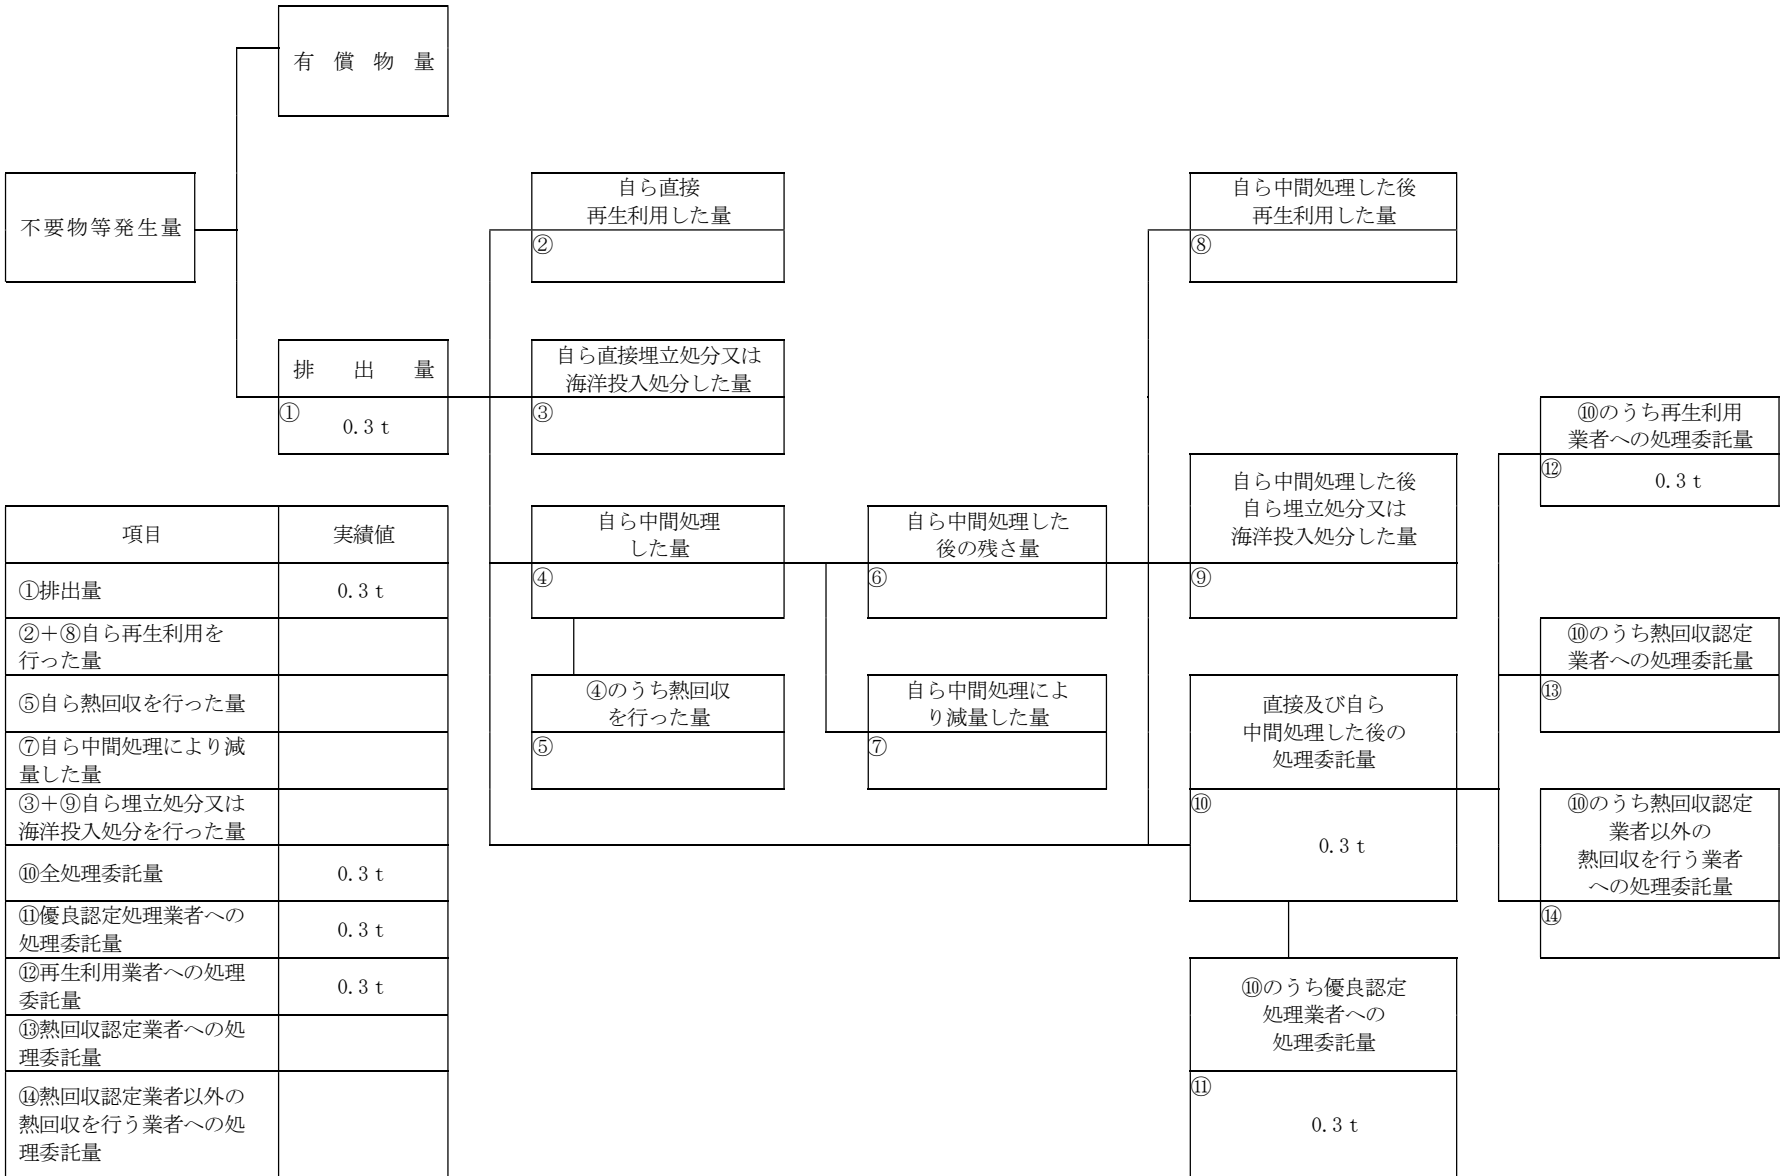 有償物量
不要物等発生量
自ら直接
再生利用した量
②
自ら中間処理した後
再生利用した量
⑧
排出量
① 0.3 t
自ら直接埋立処分又は
海洋投入処分した量
③
⑩のうち再生利用
業者への処理委託量
⑫ 0.3 t
自ら中間処理
した量
④
自ら中間処理した
後の残さ量
⑥
自ら中間処理した後
自ら埋立処分又は
海洋投入処分した量
⑨
⑩のうち熱回収認定
業者への処理委託量
⑬
④のうち熱回収
を行った量
⑤
自ら中間処理によ
り減量した量
⑦
直接及び自ら
中間処理した後の
処理委託量
⑩
0.3 t
⑩のうち熱回収認定
業者以外の
熱回収を行う業者
への処理委託量
⑭
⑩のうち優良認定
処理業者への
処理委託量
⑪
0.3 t
項目 実績値
①排出量 0.3 t
②+⑧自ら再生利用を
行った量
⑤自ら熱回収を行った量
⑦自ら中間処理により減
量した量
③+⑨自ら埋立処分又は
海洋投入処分を行った量
⑩全処理委託量 0.3 t
⑪優良認定処理業者への
処理委託量 0.3 t
⑫再生利用業者への処理
委託量 0.3 t
⑬熱回収認定業者への処
理委託量
⑭熱回収認定業者以外の
熱回収を行う業者への処
理委託量